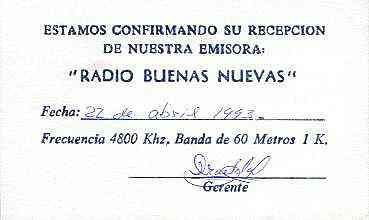 ESTAMOS CONFIRMANDO SU RECEPCION
DE NUESTRA EMISORA:
"RADIO BUENAS NUEVAS"
Fecha: 22 de abril 1993.
Frecuencia 4800 Khz, Banda de 60 Metros 1 K.
Gerente